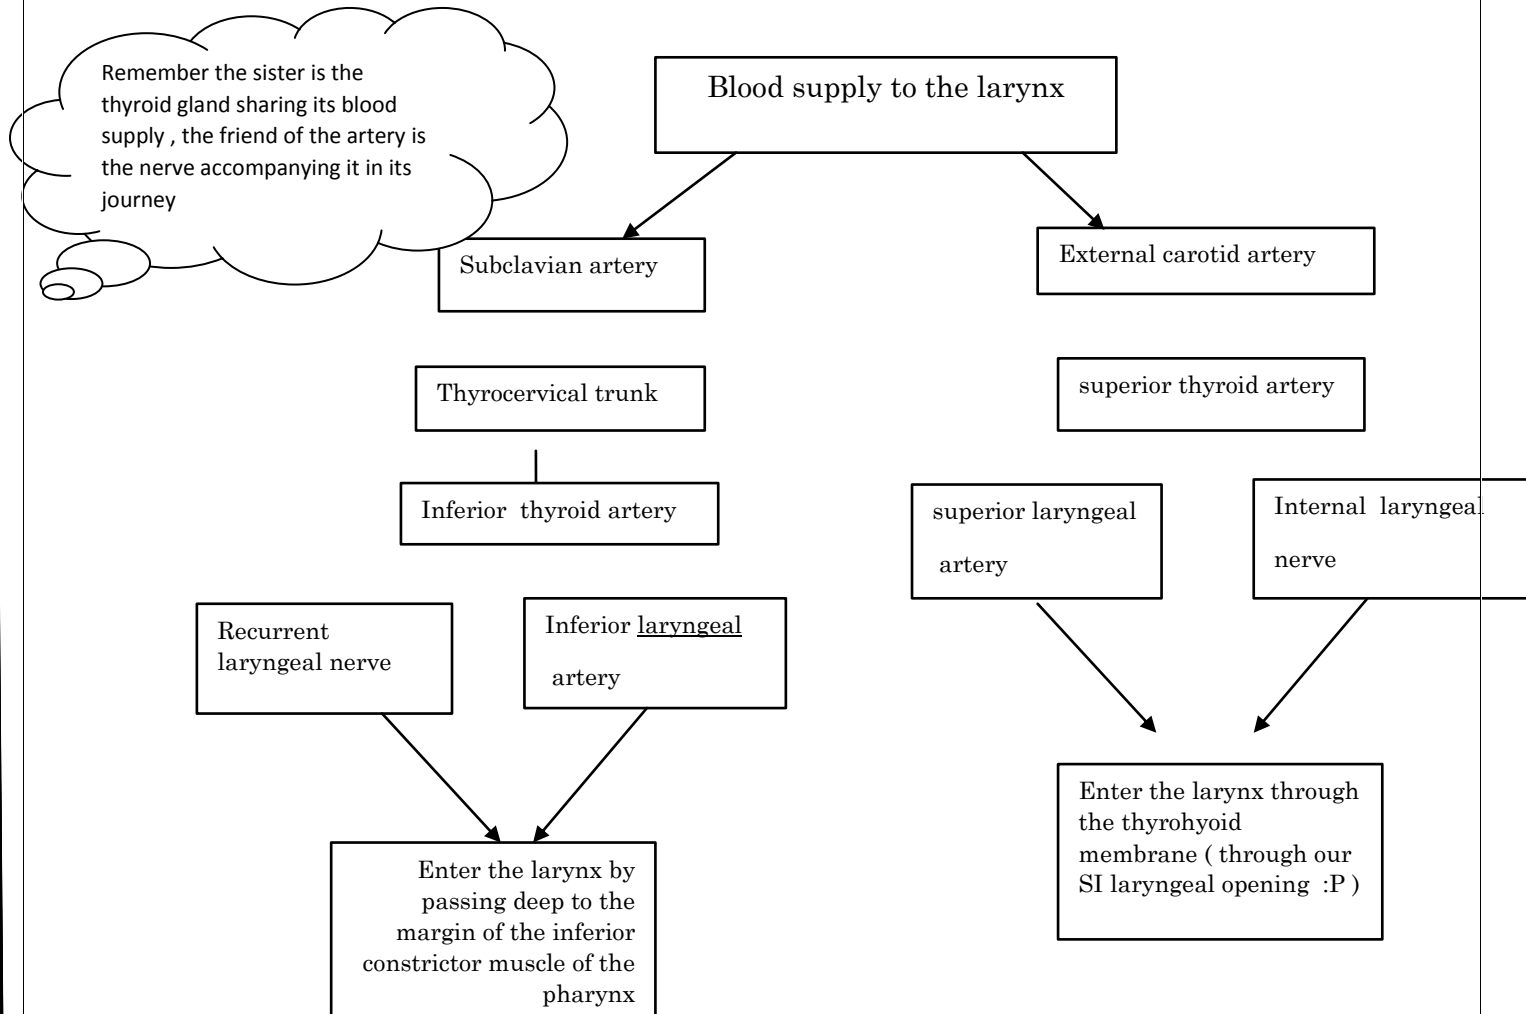 Remember the sister is the
thyroid gland sharing its blood
supply , the friend of the artery is
the nerve accompanying it in its
journey
Blood supply to the larynx
Subclavian artery
External carotid artery
Thyrocervical trunk
superior thyroid artery
Inferior thyroid artery
superior laryngeal
artery
Internal laryngeal
nerve
Recurrent
laryngeal nerve
Inferior laryngeal
artery
Enter the larynx by
passing deep to the
margin of the inferior
constrictor muscle of the
pharynx
Enter the larynx through
the thyrohyoid
membrane ( through our
SI laryngeal opening :P )